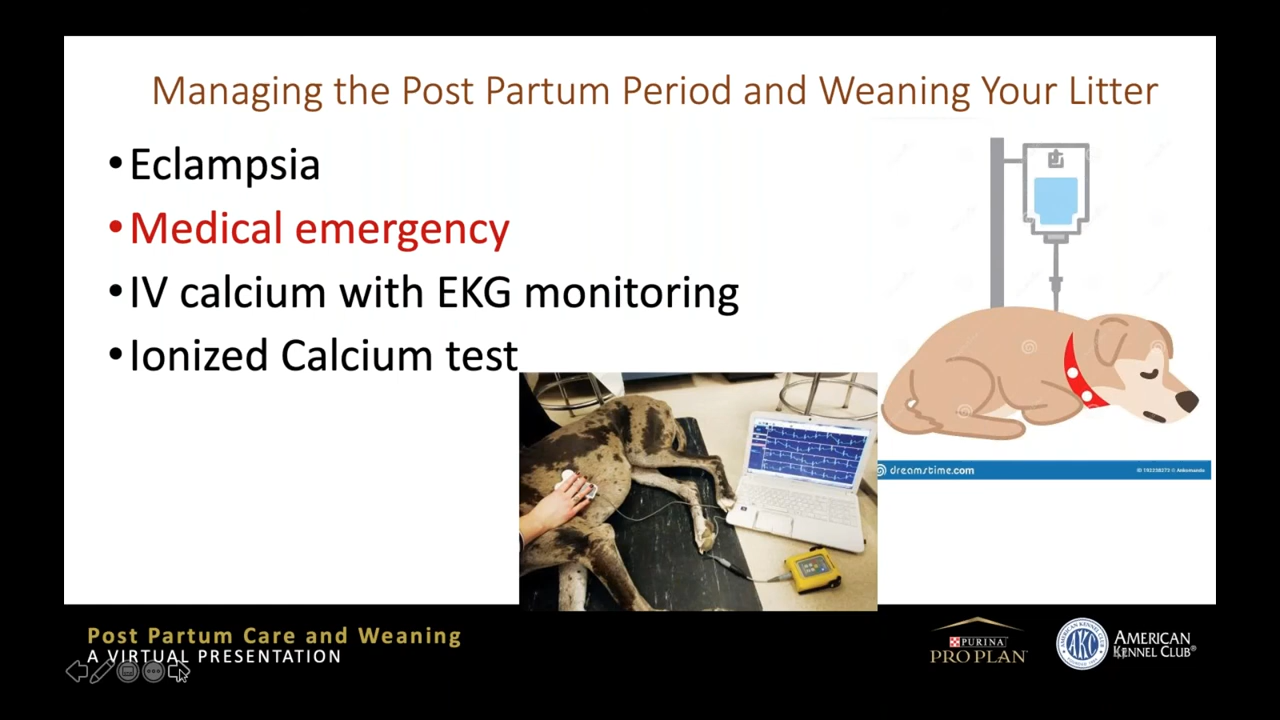 Managing the Post Partum Period and Weaning Your Litter
•Eclampsia
•Medical emergency
•IV calcium with EKG monitoring
•Ionized Calcium test
dreamstime.com
Post Partum Care and Weaning
A VIRTUAL PRESENTATION
PURINA
PRO PLAN
AKC
AMERICAN
KENNEL CLUB®